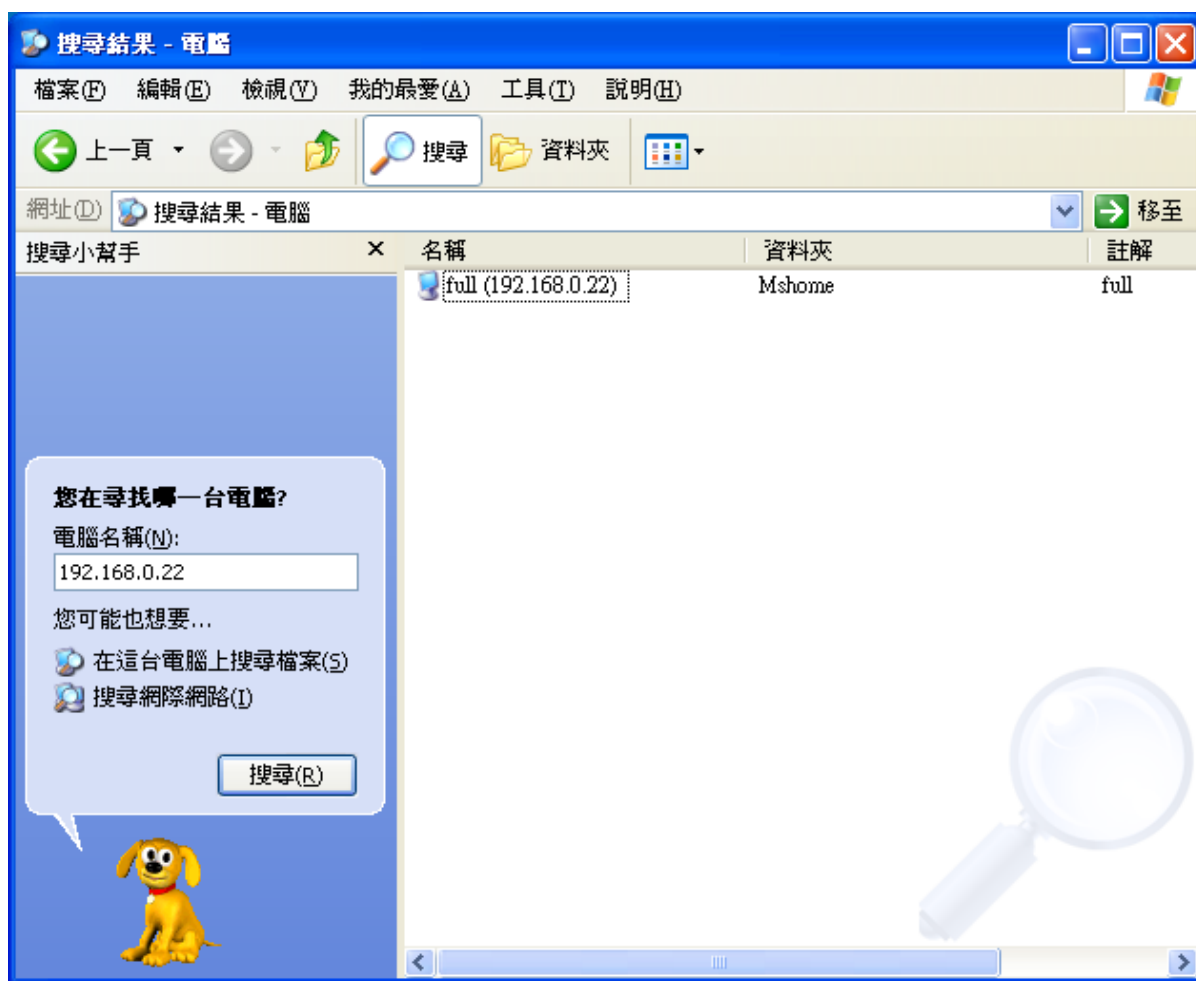 搜尋結果 - 電腦
檔案(F) 編輯(E) 檢視(V) 我的最愛(A) 工具(T) 說明(H)
上一頁 搜尋 資料夾
網址(D) 搜尋結果 - 電腦 移至
搜尋小幫手
名稱 資料夾 註解
full (192.168.0.22) Mshome full
您在尋找哪一台電腦?
電腦名稱(N):
192.168.0.22
您可能也想要...
在這台電腦上搜尋檔案(S)
搜尋網際網路(I)
搜尋(R)